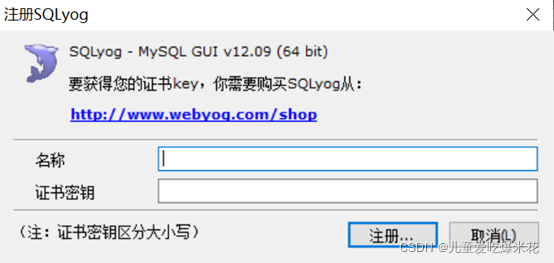 注册SQLyog
SQLyog - MySQL GUI v12.09 (64 bit)
要获得您的证书key，你需要购买SQLyog从：
http://www.webyog.com/shop
名称
证书密钥
（注：证书密钥区分大小写）
注册...
取消(L)
CSDN @儿童爱吃爆米花